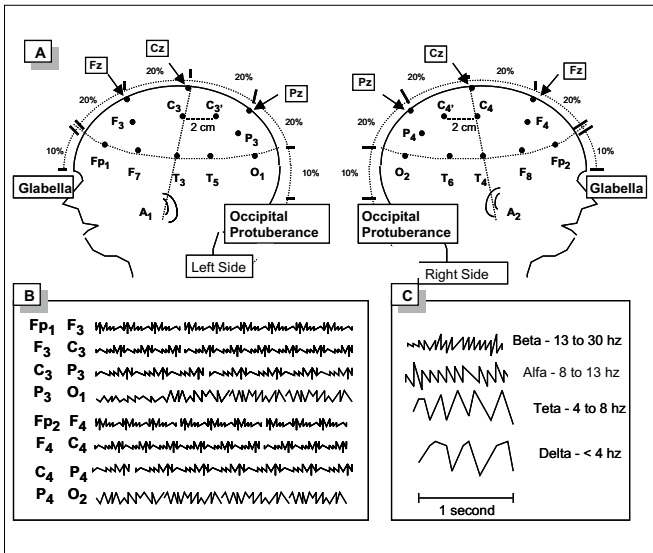 A
Fz
Cz
Pz
20%
20%
20%
20%
10%
10%
F3
C3
C3'
2 cm
P3
Fp1
F7
T3
T5
O1
A1
Glabella
Occipital
Protuberance
Left Side
Cz
Pz
Fz
20%
20%
20%
20%
10%
10%
C4'
C4
2 cm
P4
F4
O2
T6
T4
F8
Fp2
A2
Glabella
Occipital
Protuberance
Right Side
B
Fp1 F3
F3 C3
C3 P3
P3 O1
Fp2 F4
F4 C4
C4 P4
P4 O2
C
Beta - 13 to 30 hz
Alfa - 8 to 13 hz
Teta - 4 to 8 hz
Delta - < 4 hz
1 second